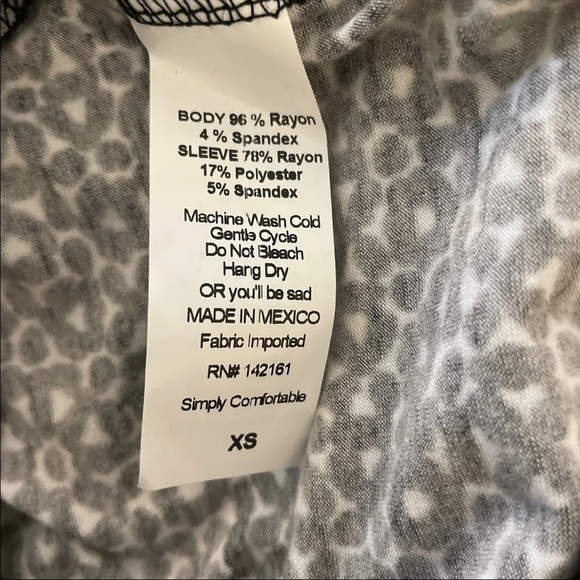 BODY 96 % Rayon
4 % Spandex
SLEEVE 78% Rayon
17% Polyester
5% Spandex
Machine Wash Cold
Gentle Cycle
Do Not Bleach
Hang Dry
OR you'll be sad
MADE IN MEXICO
Fabric Imported
RN# 142161
Simply Comfortable
XS